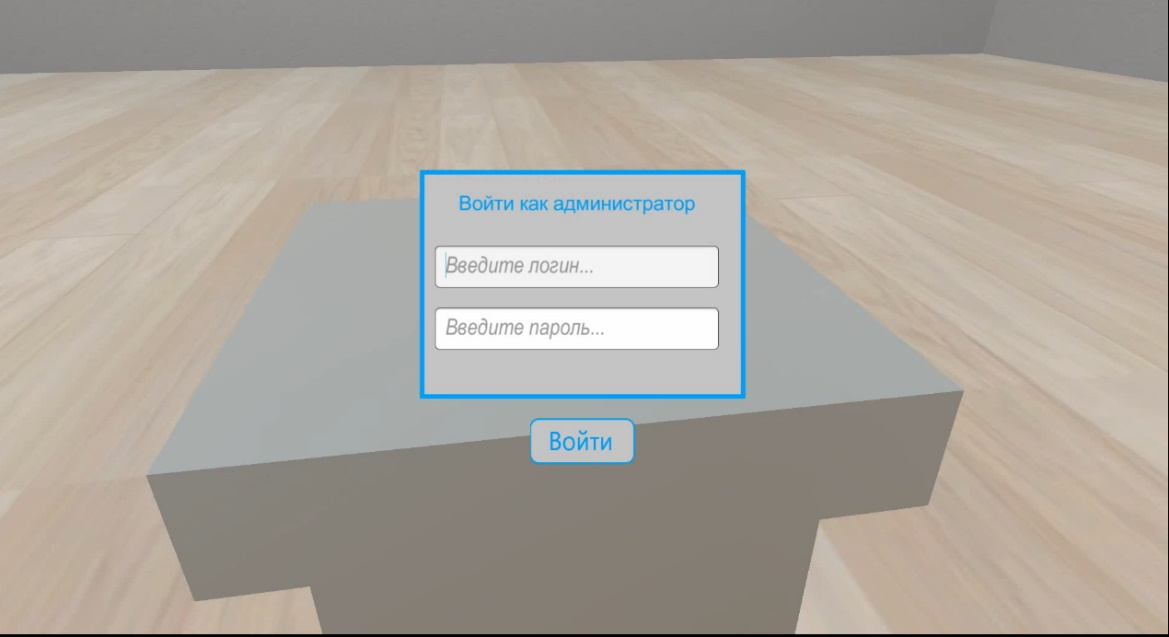 Войти как администратор
Введите логин...
Введите пароль...
Войти